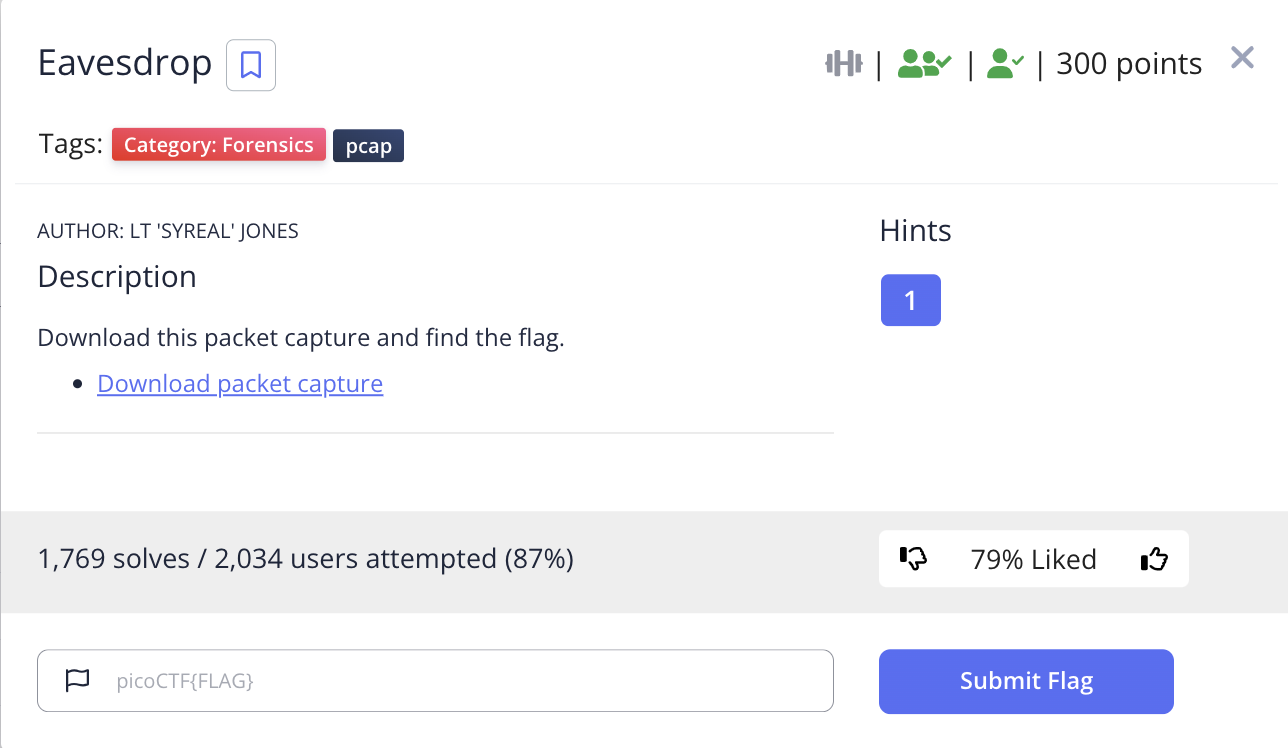 Eavesdrop
| | | 300 points
Tags: Category: Forensics pcap
AUTHOR: LT 'SYREAL' JONES
Description
Download this packet capture and find the flag.
• Download packet capture
Hints
1
1,769 solves / 2,034 users attempted (87%)
79% Liked
picoCTF{FLAG}
Submit Flag